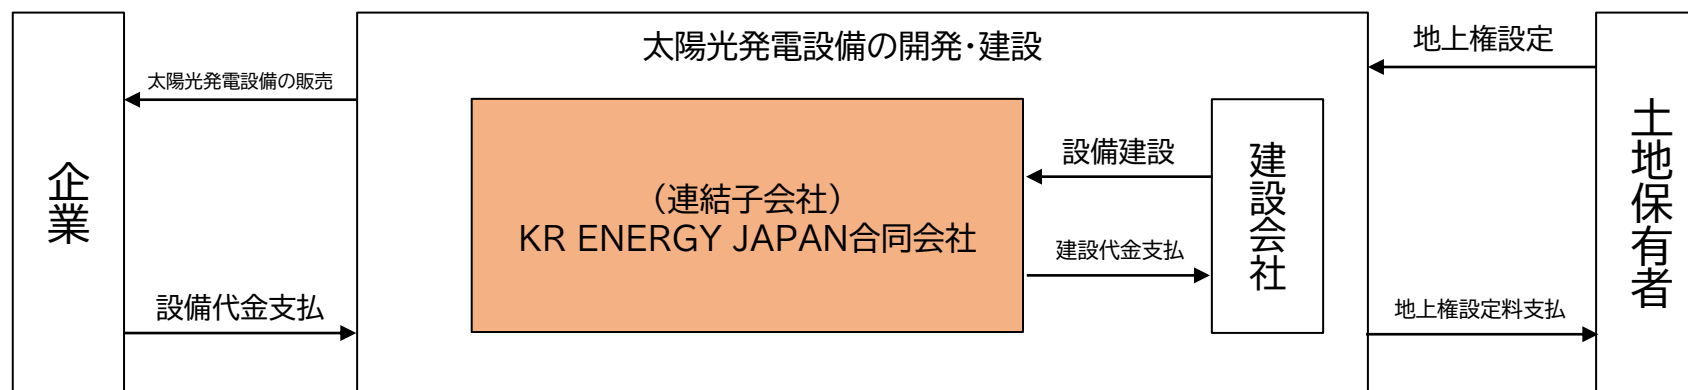 太陽光発電設備の開発・建設
地上権設定
太陽光発電設備の販売
企業
設備建設
建設会社
土地保有者
（連結子会社）
KR ENERGY JAPAN合同会社
建設代金支払
設備代金支払
地上権設定料支払